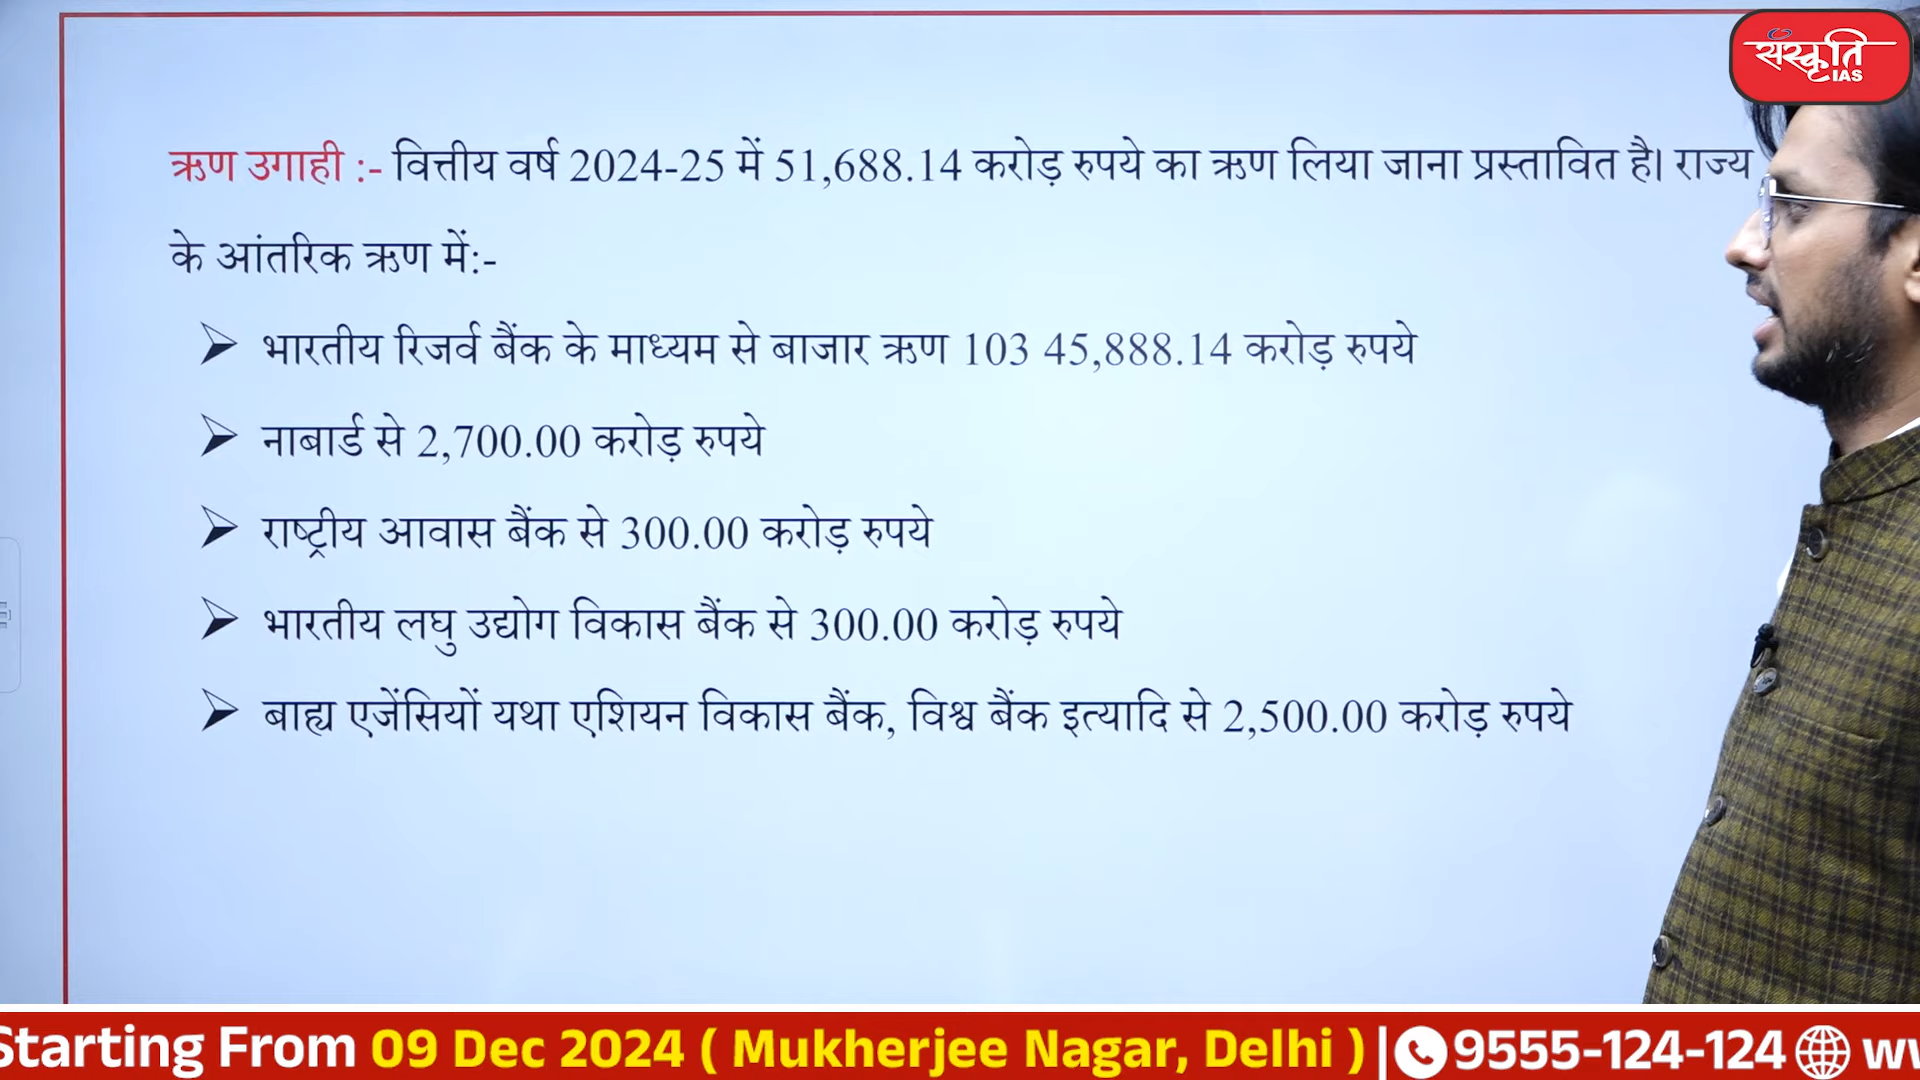 संस्कृति
IAS
ऋण उगाही :- वित्तीय वर्ष 2024-25 में 51,688.14 करोड़ रुपये का ऋण लिया जाना प्रस्तावित है। राज्य
के आंतरिक ऋण में:-
भारतीय रिजर्व बैंक के माध्यम से बाजार ऋण 103 45,888.14 करोड़ रुपये
नाबार्ड से 2,700.00 करोड़ रुपये
राष्ट्रीय आवास बैंक से 300.00 करोड़ रुपये
भारतीय लघु उद्योग विकास बैंक से 300.00 करोड़ रुपये
बाह्य एजेंसियों यथा एशियन विकास बैंक, विश्व बैंक इत्यादि से 2,500.00 करोड़ रुपये
Starting From 09 Dec 2024 ( Mukherjee Nagar, Delhi ) | 9555-124-124